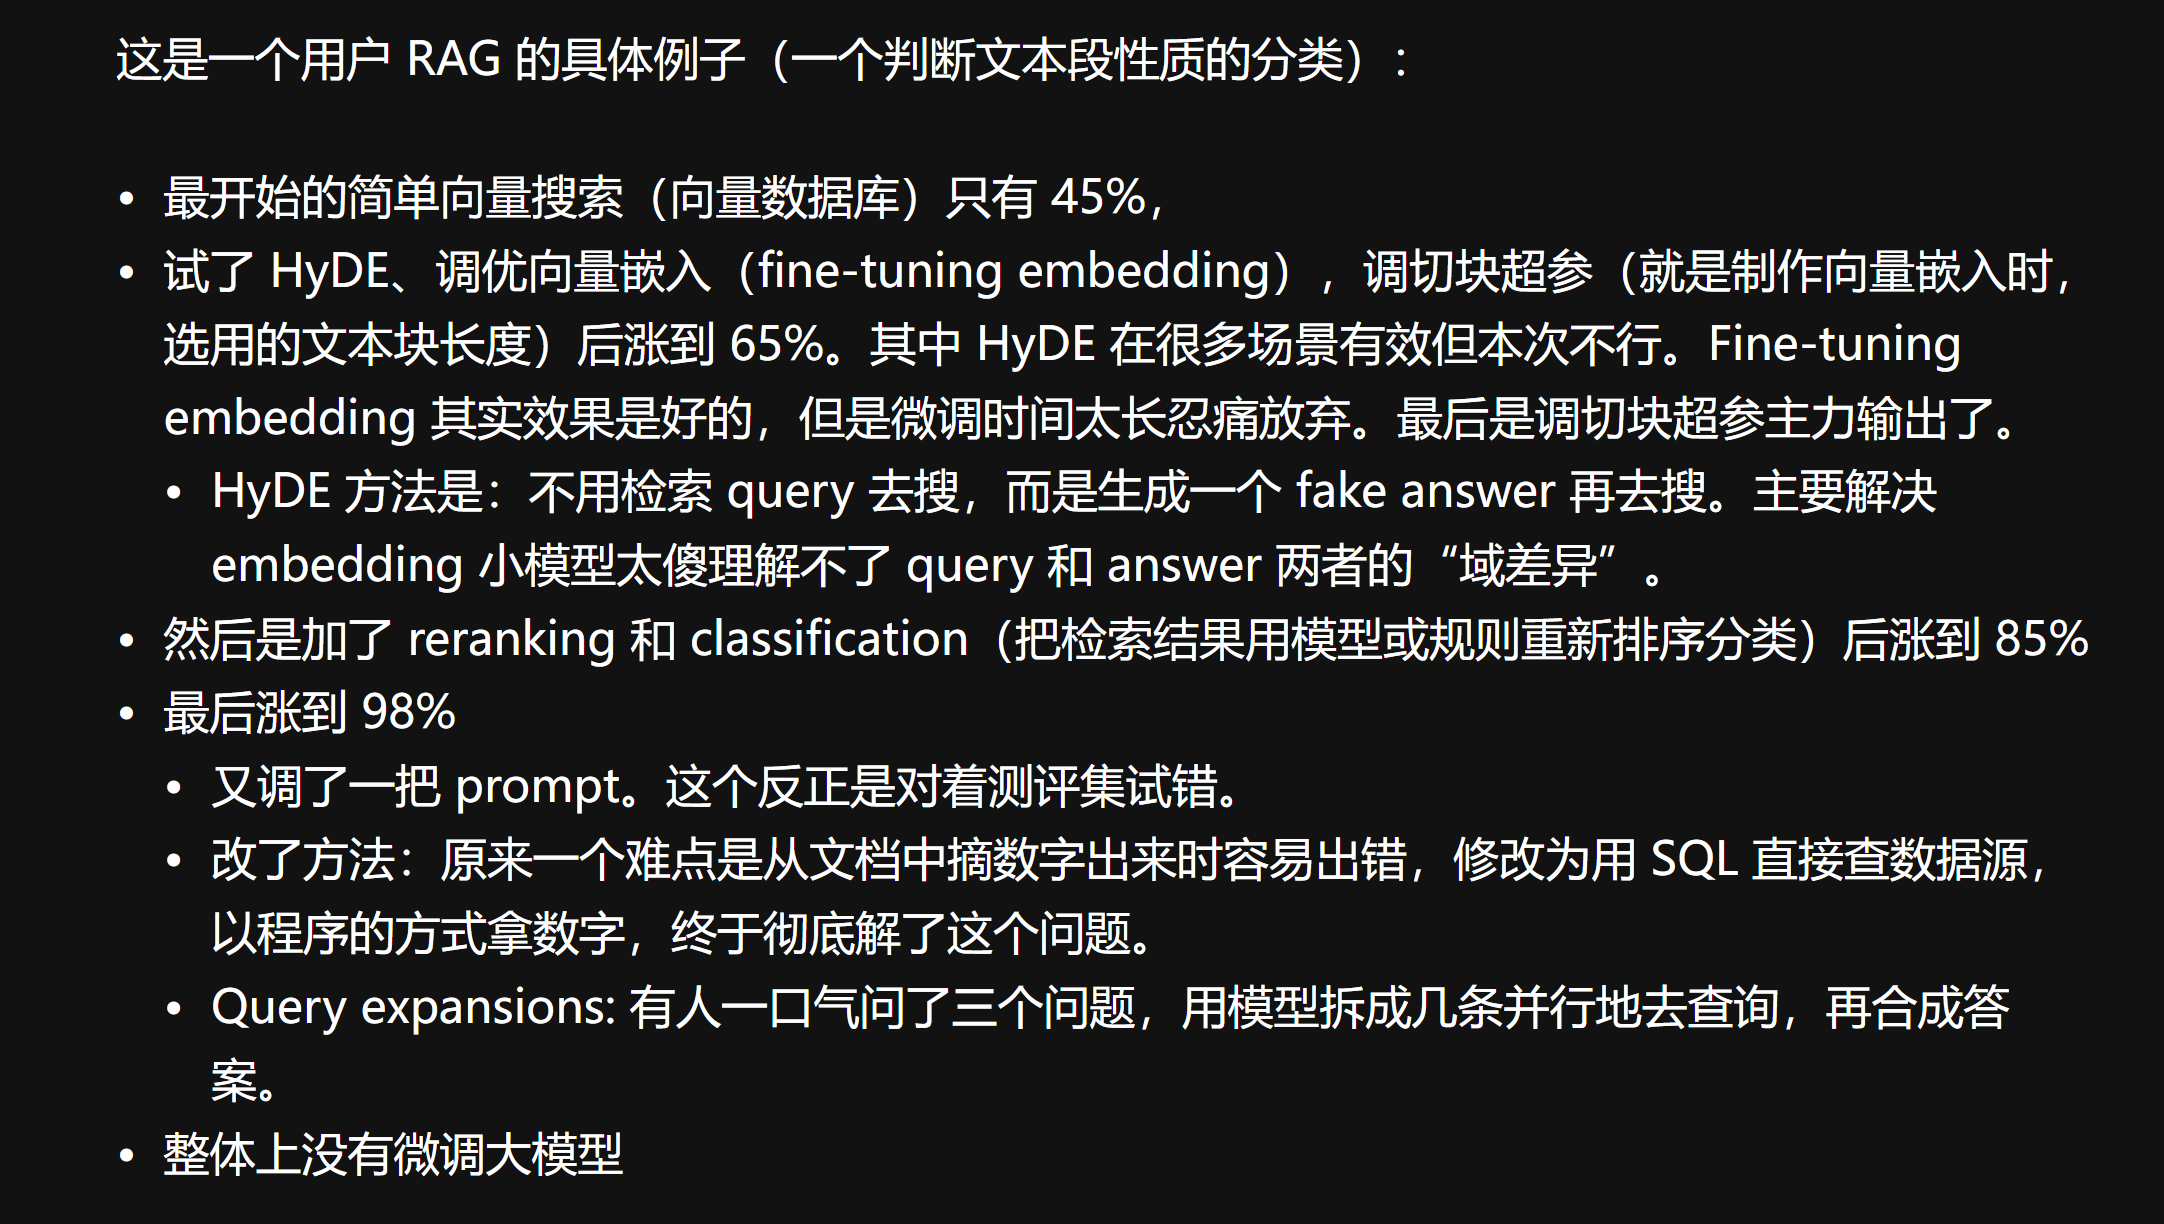 这是一个用户 RAG 的具体例子（一个判断文本段性质的分类）：
• 最开始的简单向量搜索（向量数据库）只有 45%，
• 试了 HyDE、调优向量嵌入（fine-tuning embedding），调切块超参（就是制作向量嵌入时，
选用的文本块长度）后涨到 65%。其中 HyDE 在很多场景有效但本次不行。Fine-tuning
embedding 其实效果是好的，但是微调时间太长忍痛放弃。最后是调切块超参主力输出了。
• HyDE 方法是：不用检索 query 去搜，而是生成一个 fake answer 再去搜。主要解决
embedding 小模型太傻理解不了 query 和 answer 两者的“域差异”。
• 然后是加了 reranking 和 classification（把检索结果用模型或规则重新排序分类）后涨到 85%
• 最后涨到 98%
• 又调了一把 prompt。这个反正是对着测评集试错。
• 改了方法：原来一个难点是从文档中摘数字出来时容易出错，修改为用 SQL 直接查数据源，
以程序的方式拿数字，终于彻底解了这个问题。
• Query expansions: 有人一口气问了三个问题，用模型拆成几条并行地去查询，再合成答
案。
• 整体上没有微调大模型